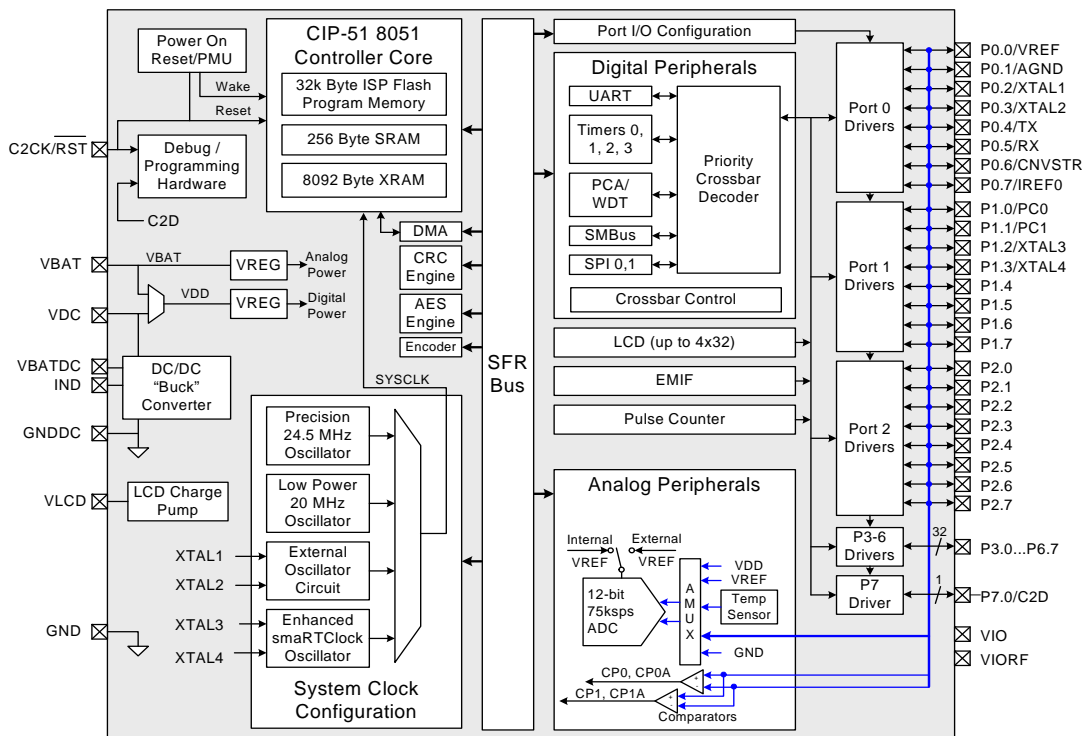 Power On
Reset/PMU
Wake
Reset
C2CK/RST
Debug /
Programming
Hardware
C2D
CIP-51 8051
Controller Core
32k Byte ISP Flash
Program Memory
256 Byte SRAM
8092 Byte XRAM
DMA
CRC
Engine
AES
Engine
Encoder
VBAT
VBAT
VREG
Analog
Power
VDD
VREG
Digital
Power
VDC
VBATDC
IND
DC/DC
“Buck”
Converter
GNDDC
VLCD
LCD Charge
Pump
SYSCLK
Precision
24.5 MHz
Oscillator
Low Power
20 MHz
Oscillator
XTAL1
XTAL2
External
Oscillator
Circuit
XTAL3
XTAL4
Enhanced
smaRTClock
Oscillator
GND
System Clock
Configuration
SFR
Bus
Port I/O Configuration
Digital Peripherals
UART
Timers 0,
1, 2, 3
PCA/
WDT
SMBus
SPI 0,1
Priority
Crossbar
Decoder
Crossbar Control
LCD (up to 4x32)
EMIF
Pulse Counter
Analog Peripherals
Internal
VREF
External
VREF
12-bit
75ksps
ADC
A
M
U
X
VDD
VREF
Temp
Sensor
GND
CP0, CP0A
+
-
CP1, CP1A
+
-
Comparators
Port 0
Drivers
Port 1
Drivers
Port 2
Drivers
P3-6
Drivers
P7
Driver
32
1
P0.0/VREF
P0.1/AGND
P0.2/XTAL1
P0.3/XTAL2
P0.4/TX
P0.5/RX
P0.6/CNVSTR
P0.7/IREF0
P1.0/PC0
P1.1/PC1
P1.2/XTAL3
P1.3/XTAL4
P1.4
P1.5
P1.6
P1.7
P2.0
P2.1
P2.2
P2.3
P2.4
P2.5
P2.6
P2.7
P3.0...P6.7
P7.0/C2D
VIO
VIORF